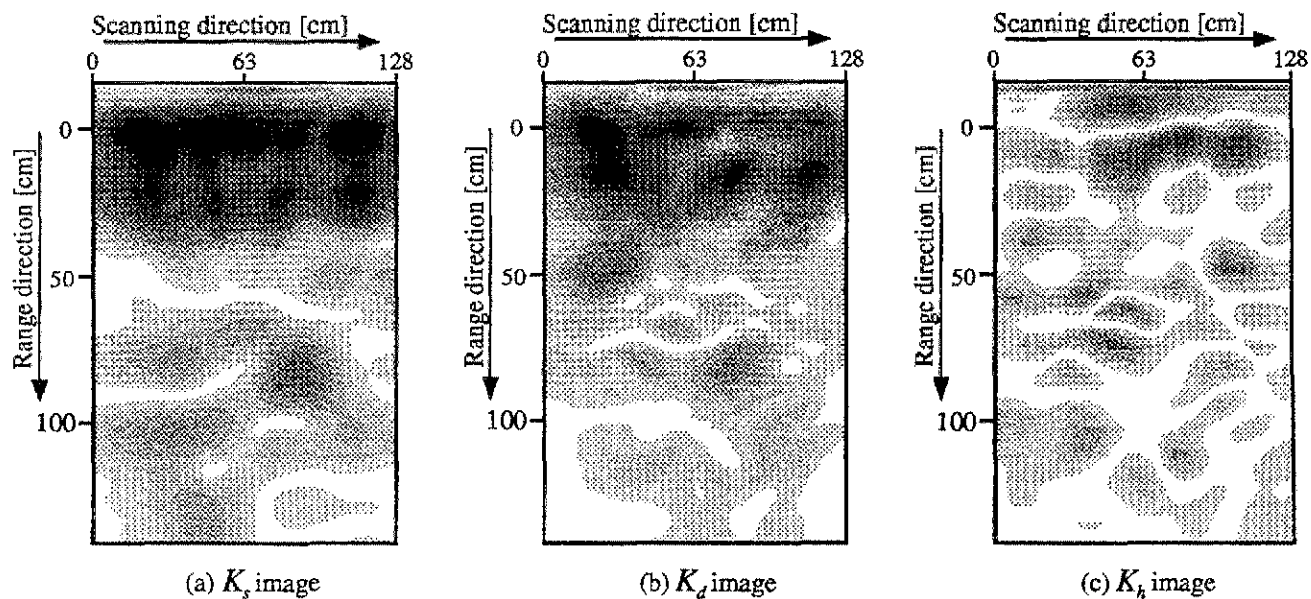 Scanning direction [cm]
0 63 128
Range direction [cm]
0
50
100
(a) K_s image
Scanning direction [cm]
0 63 128
Range direction [cm]
0
50
100
(b) K_d image
Scanning direction [cm]
0 63 128
Range direction [cm]
0
50
100
(c) K_h image